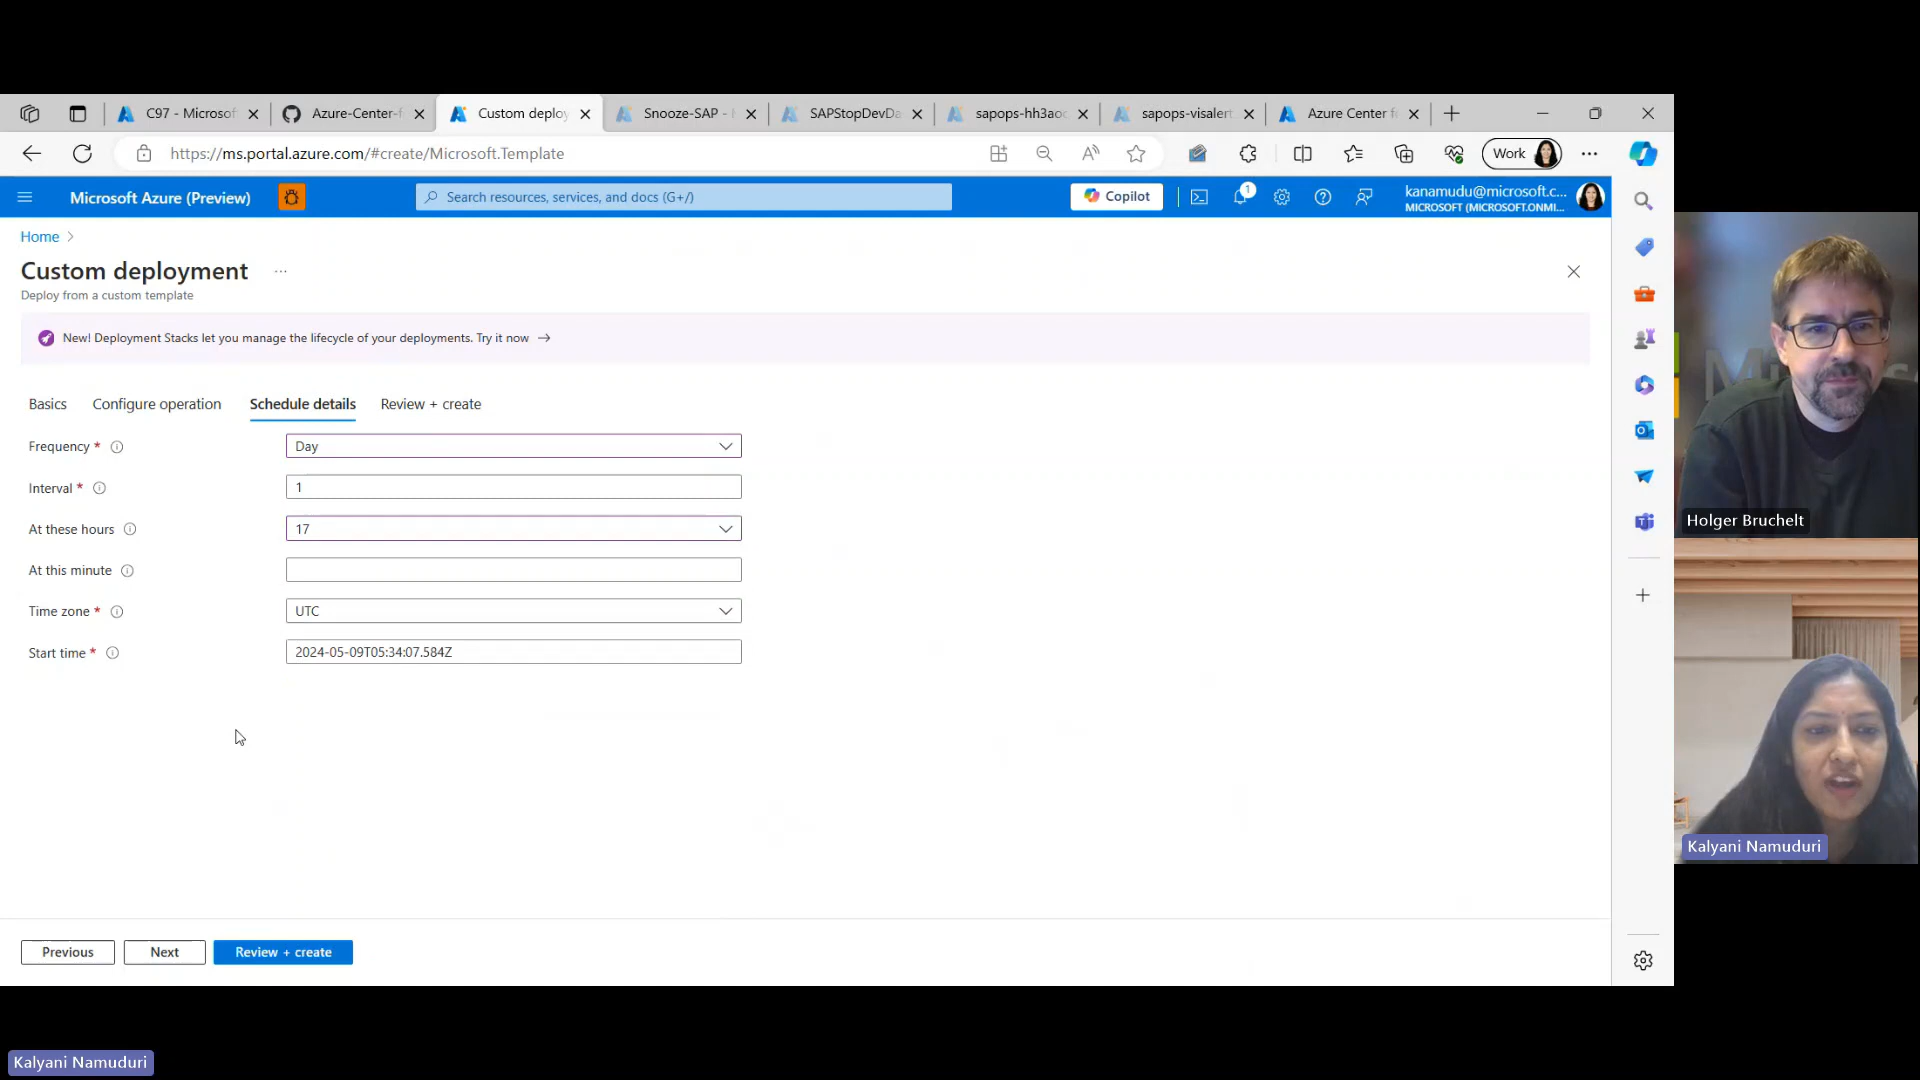 C97 - Microsof
Azure-Center-f
Custom deploy
Snooze-SAP -
SAPStopDevDa
sapops-hh3aoc
sapops-visalert
Azure Center f
https://ms.portal.azure.com/#create/Microsoft.Template
Work
Microsoft Azure (Preview)
Search resources, services, and docs (G+/)
Copilot
1
kanamudu@microsoft.c...
MICROSOFT (MICROSOFT.ONMI...
Home
Custom deployment
Deploy from a custom template
New! Deployment Stacks let you manage the lifecycle of your deployments. Try it now →
Basics
Configure operation
Schedule details
Review + create
Frequency *
Day
Interval *
1
At these hours
17
At this minute
Time zone *
UTC
Start time *
2024-05-09T05:34:07.584Z
Previous
Next
Review + create
Holger Bruchelt
Kalyani Namuduri
Kalyani Namuduri